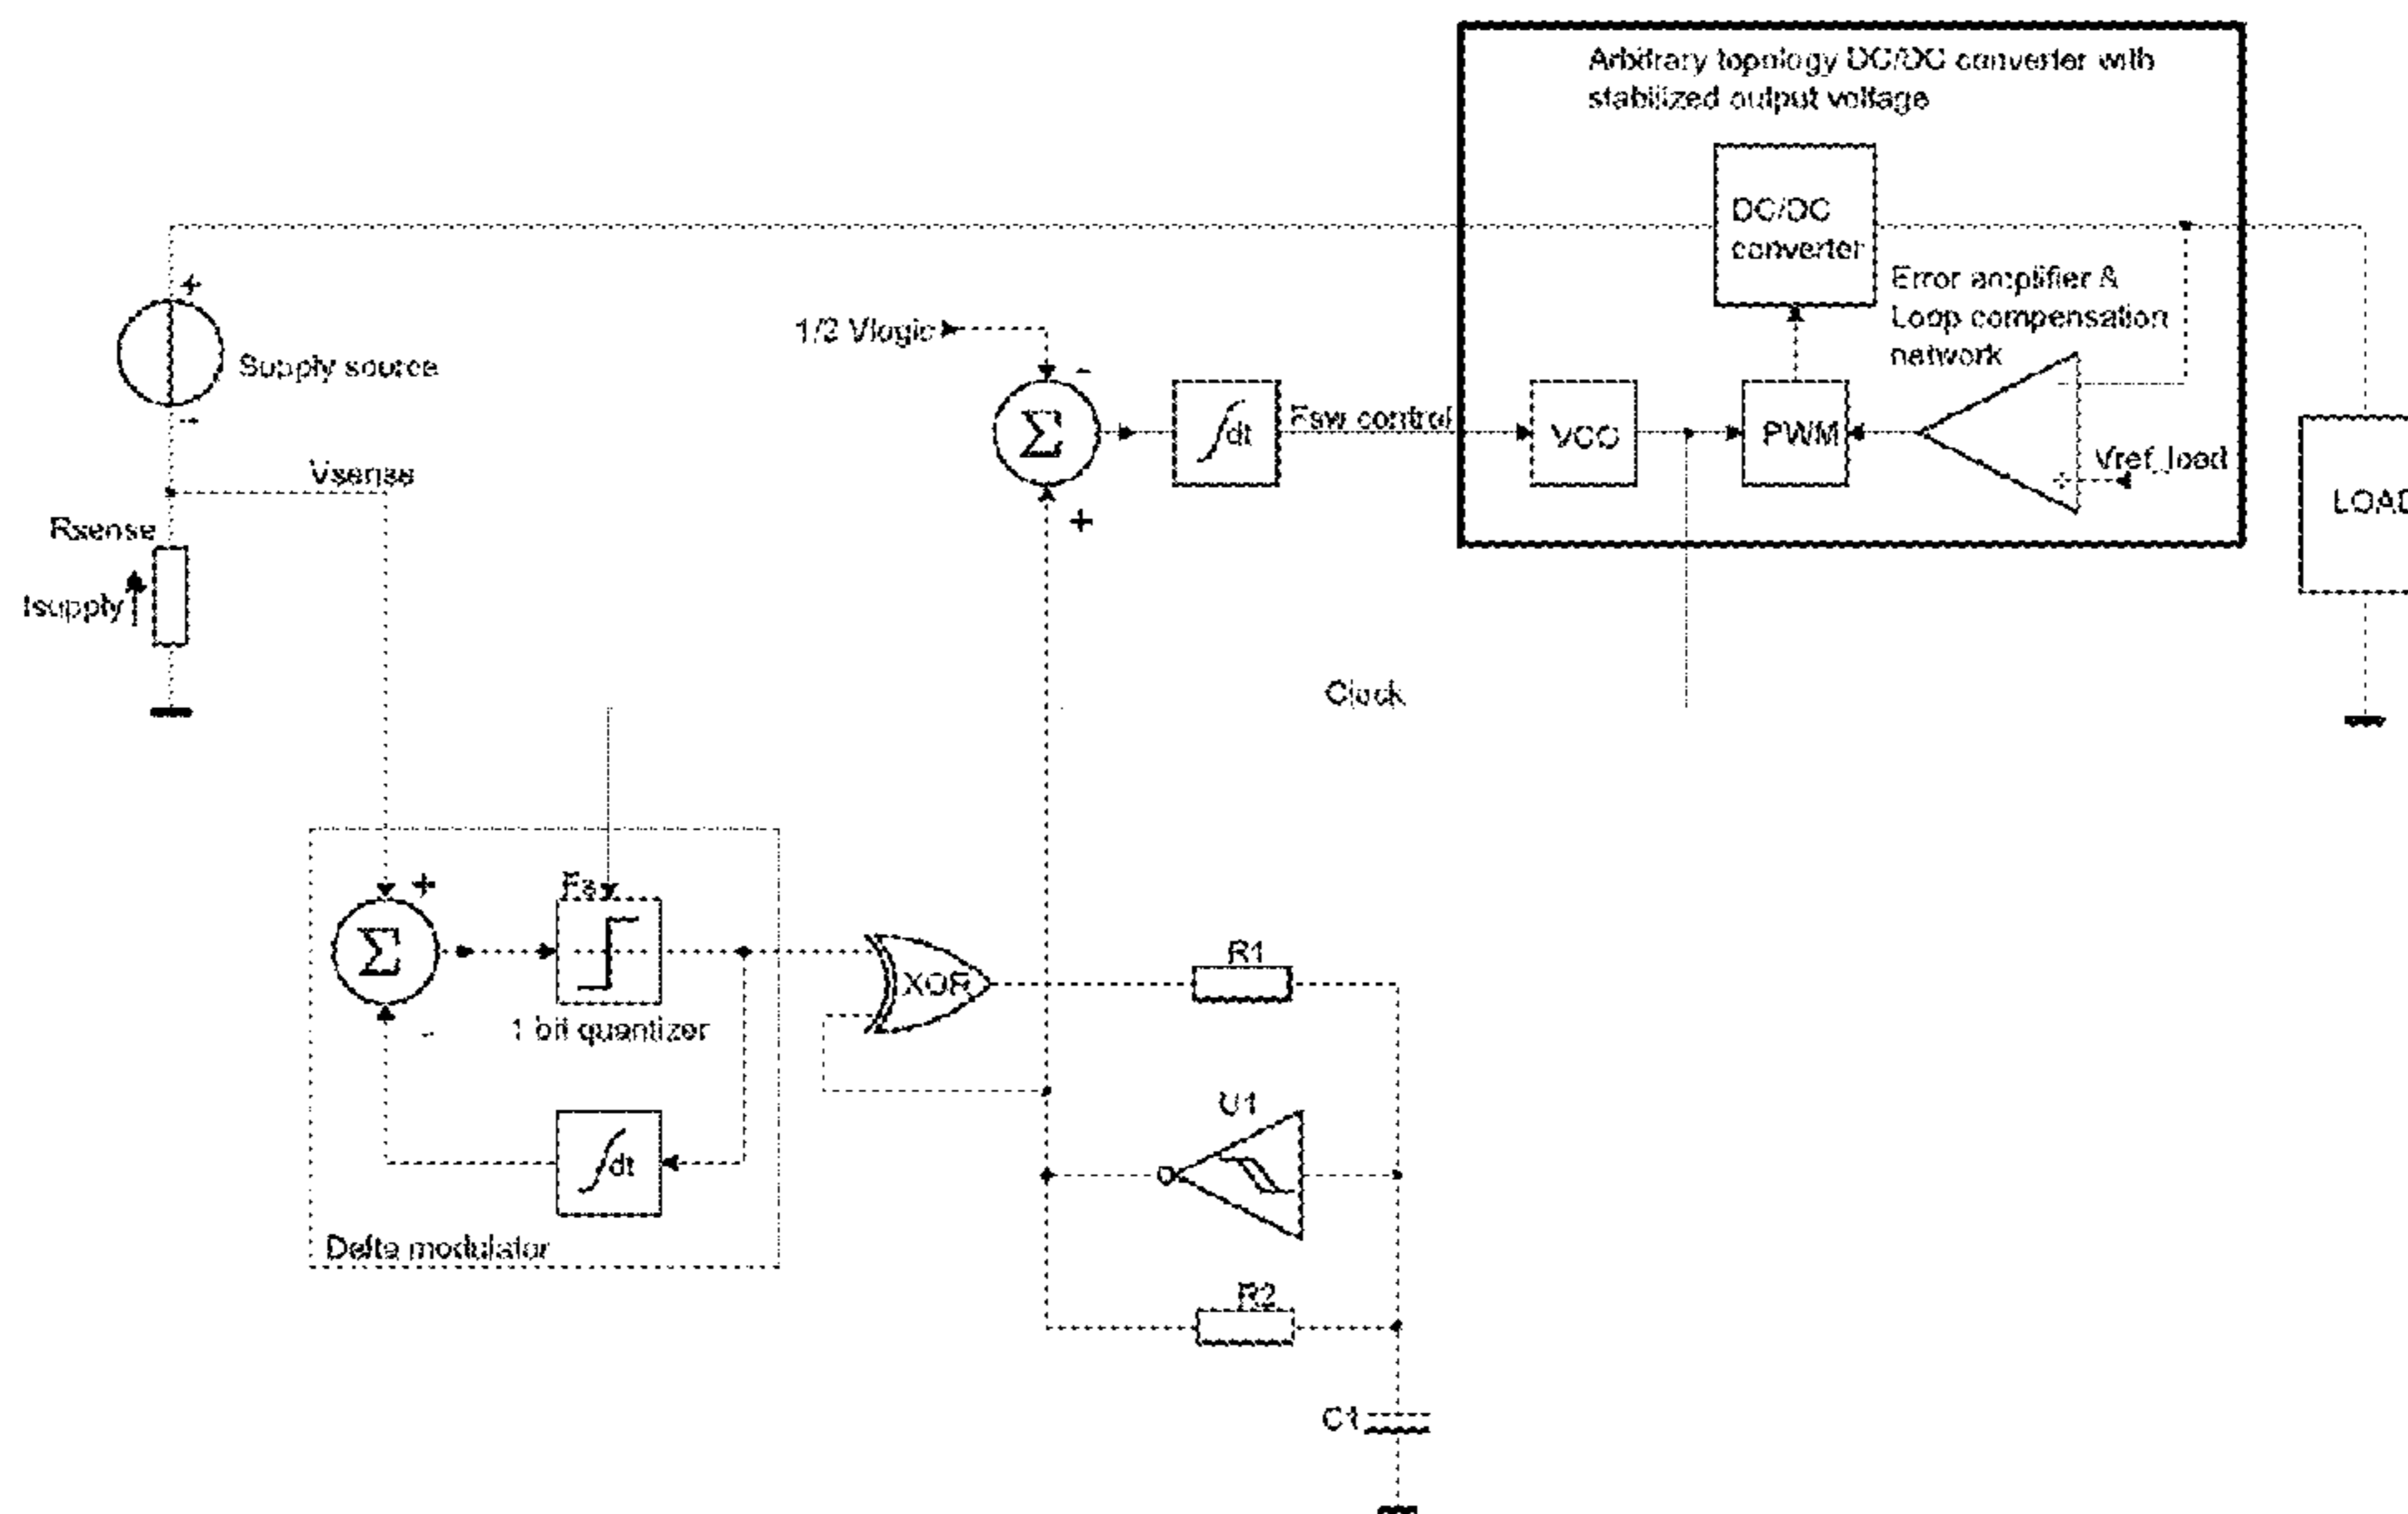 Arbitrary topology DC/DC converter with
stabilized output voltage
DC/DC
converter
Error amplifier &
Loop compensation
network
+
-
Supply source
1/2 Vlogic
-
Σ
+
∫dt
Fsw control
VCO
PWM
-
+
Vref_load
LOAD
Vsense
Rsense
Isupply
Clock
+
Σ
-
Fs
1 bit quantizer
∫dt
Delta modulator
XOR
R1
U1
R2
C1